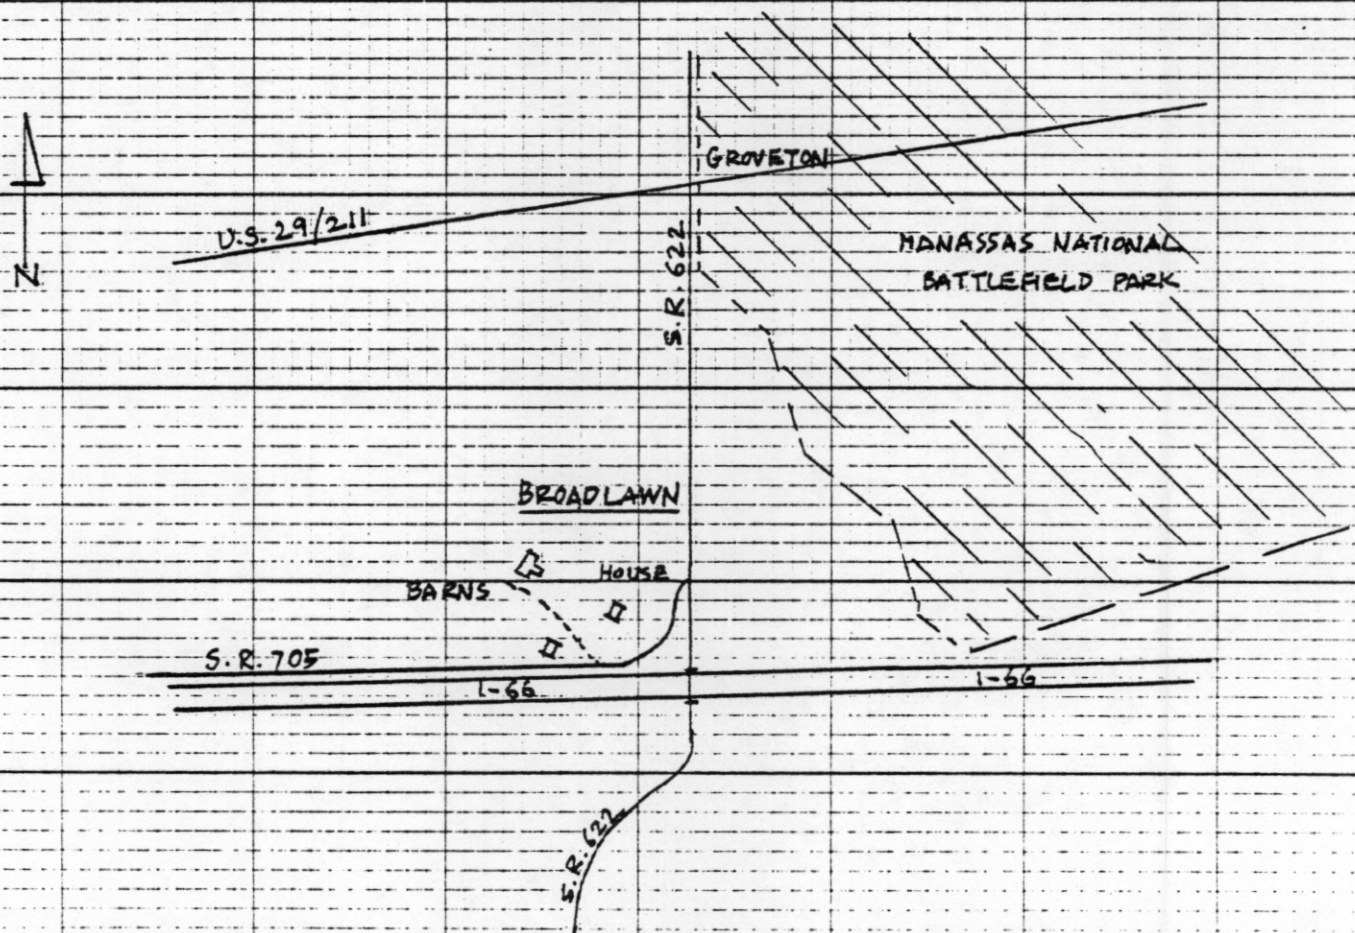 GROVETON
U.S. 29/211
N
S.R. 622
MANASSAS NATIONAL
BATTLEFIELD PARK
BROADLAWN
HOUSE
BARNS
S.R. 705
I-66
I-66
S.R. 622